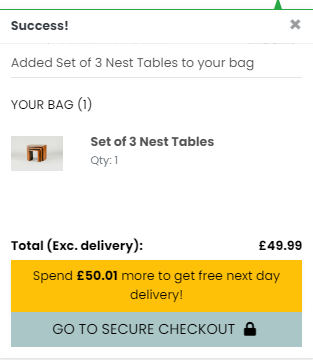 Success!
Added Set of 3 Nest Tables to your bag
YOUR BAG (1)
Set of 3 Nest Tables
Qty: 1
Total (Exc. delivery): £49.99
Spend £50.01 more to get free next day
delivery!
GO TO SECURE CHECKOUT